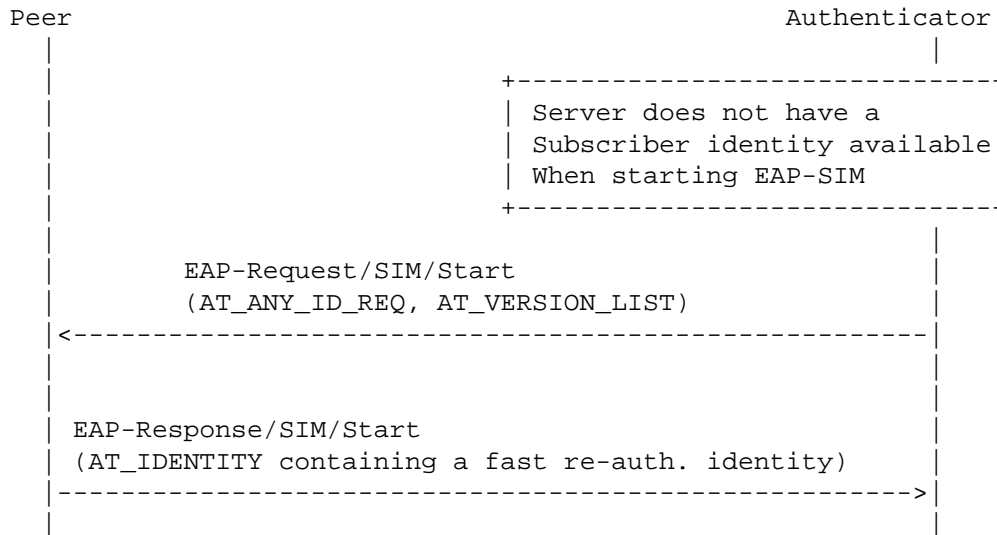 Peer Authenticator
Server does not have a
Subscriber identity available
When starting EAP-SIM
EAP-Request/SIM/Start
(AT_ANY_ID_REQ, AT_VERSION_LIST)
EAP-Response/SIM/Start
(AT_IDENTITY containing a fast re-auth. identity)